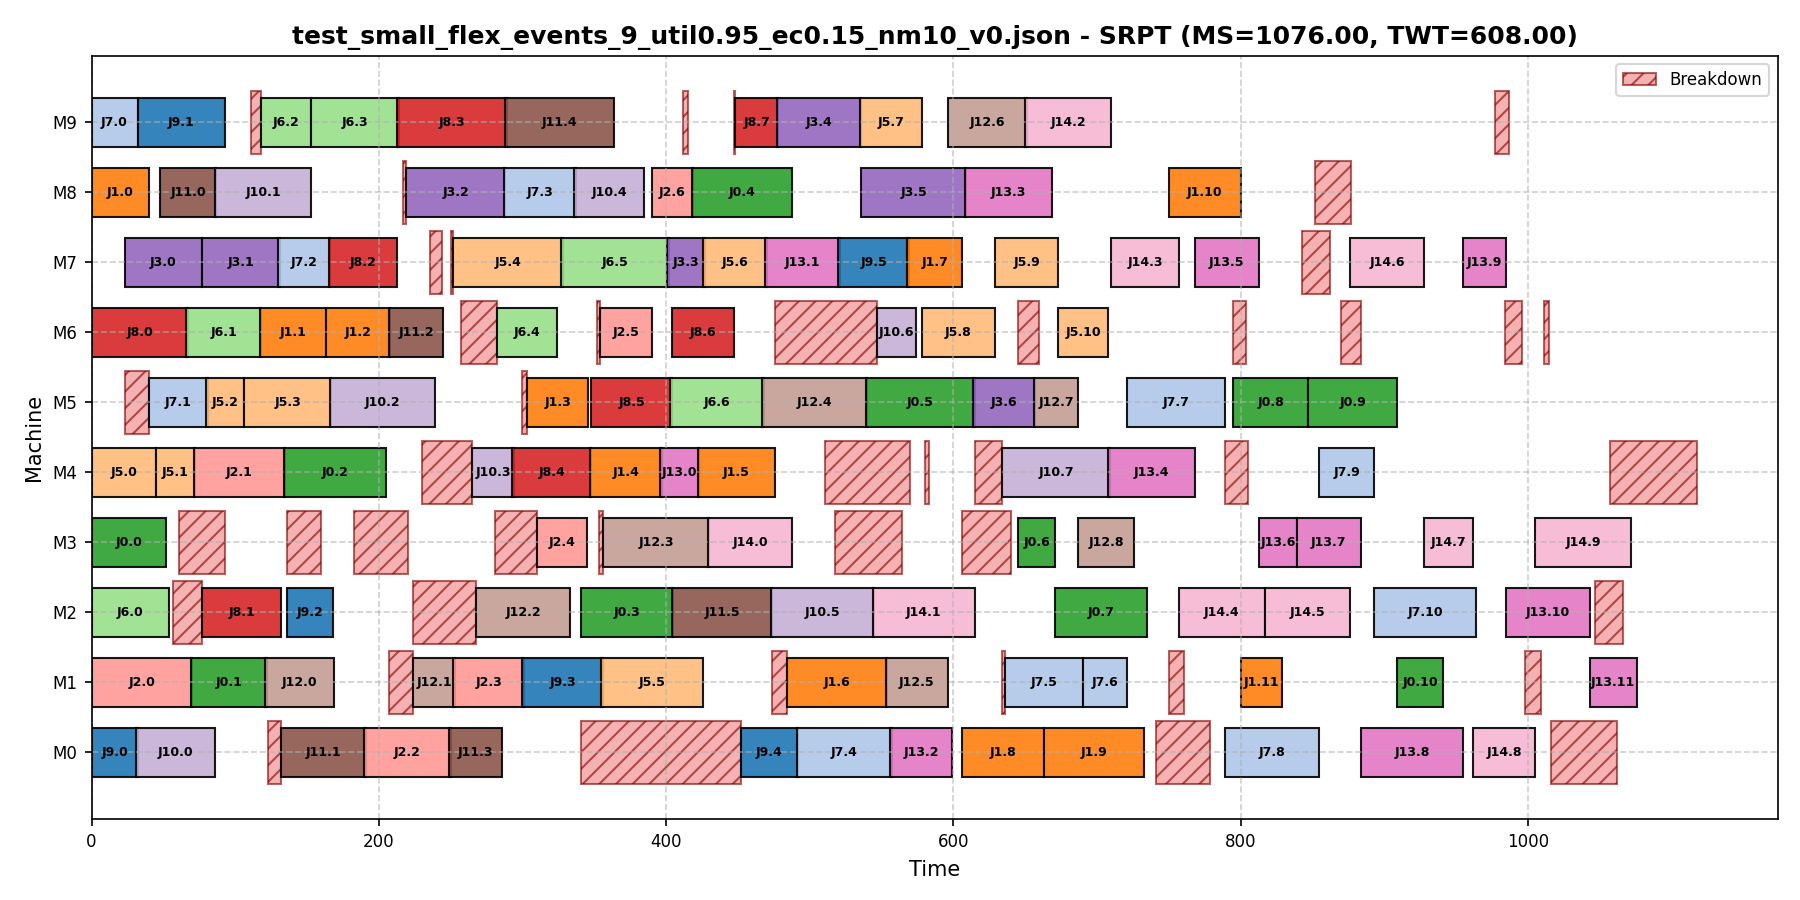 test_small_flex_events_9_util0.95_ec0.15_nm10_v0.json - SRPT (MS=1076.00, TWT=608.00)
Breakdown
M9 J7.0 J9.1 J6.2 J6.3 J8.3 J11.4 J8.7 J3.4 J5.7 J12.6 J14.2
M8 J1.0 J11.0 J10.1 J3.2 J7.3 J10.4 J2.6 J0.4 J3.5 J13.3 J1.10
M7 J3.0 J3.1 J7.2 J8.2 J5.4 J6.5 J3.3 J5.6 J13.1 J9.5 J1.7 J5.9 J14.3 J13.5 J14.6 J13.9
M6 J8.0 J6.1 J1.1 J1.2 J11.2 J6.4 J2.5 J8.6 J10.6 J5.8 J5.10
M5 J7.1 J5.2 J5.3 J10.2 J1.3 J8.5 J6.6 J12.4 J0.5 J3.6 J12.7 J7.7 J0.8 J0.9
M4 J5.0 J5.1 J2.1 J0.2 J10.3 J8.4 J1.4 J13.0 J1.5 J10.7 J13.4 J7.9
M3 J0.0 J2.4 J12.3 J14.0 J0.6 J12.8 J13.6 J13.7 J14.7 J14.9
M2 J6.0 J8.1 J9.2 J12.2 J0.3 J11.5 J10.5 J14.1 J0.7 J14.4 J14.5 J7.10 J13.10
M1 J2.0 J0.1 J12.0 J12.1 J2.3 J9.3 J5.5 J1.6 J12.5 J7.5 J7.6 J1.11 J0.10 J13.11
M0 J9.0 J10.0 J11.1 J2.2 J11.3 J9.4 J7.4 J13.2 J1.8 J1.9 J7.8 J13.8 J14.8
Machine
0 200 400 600 800 1000
Time